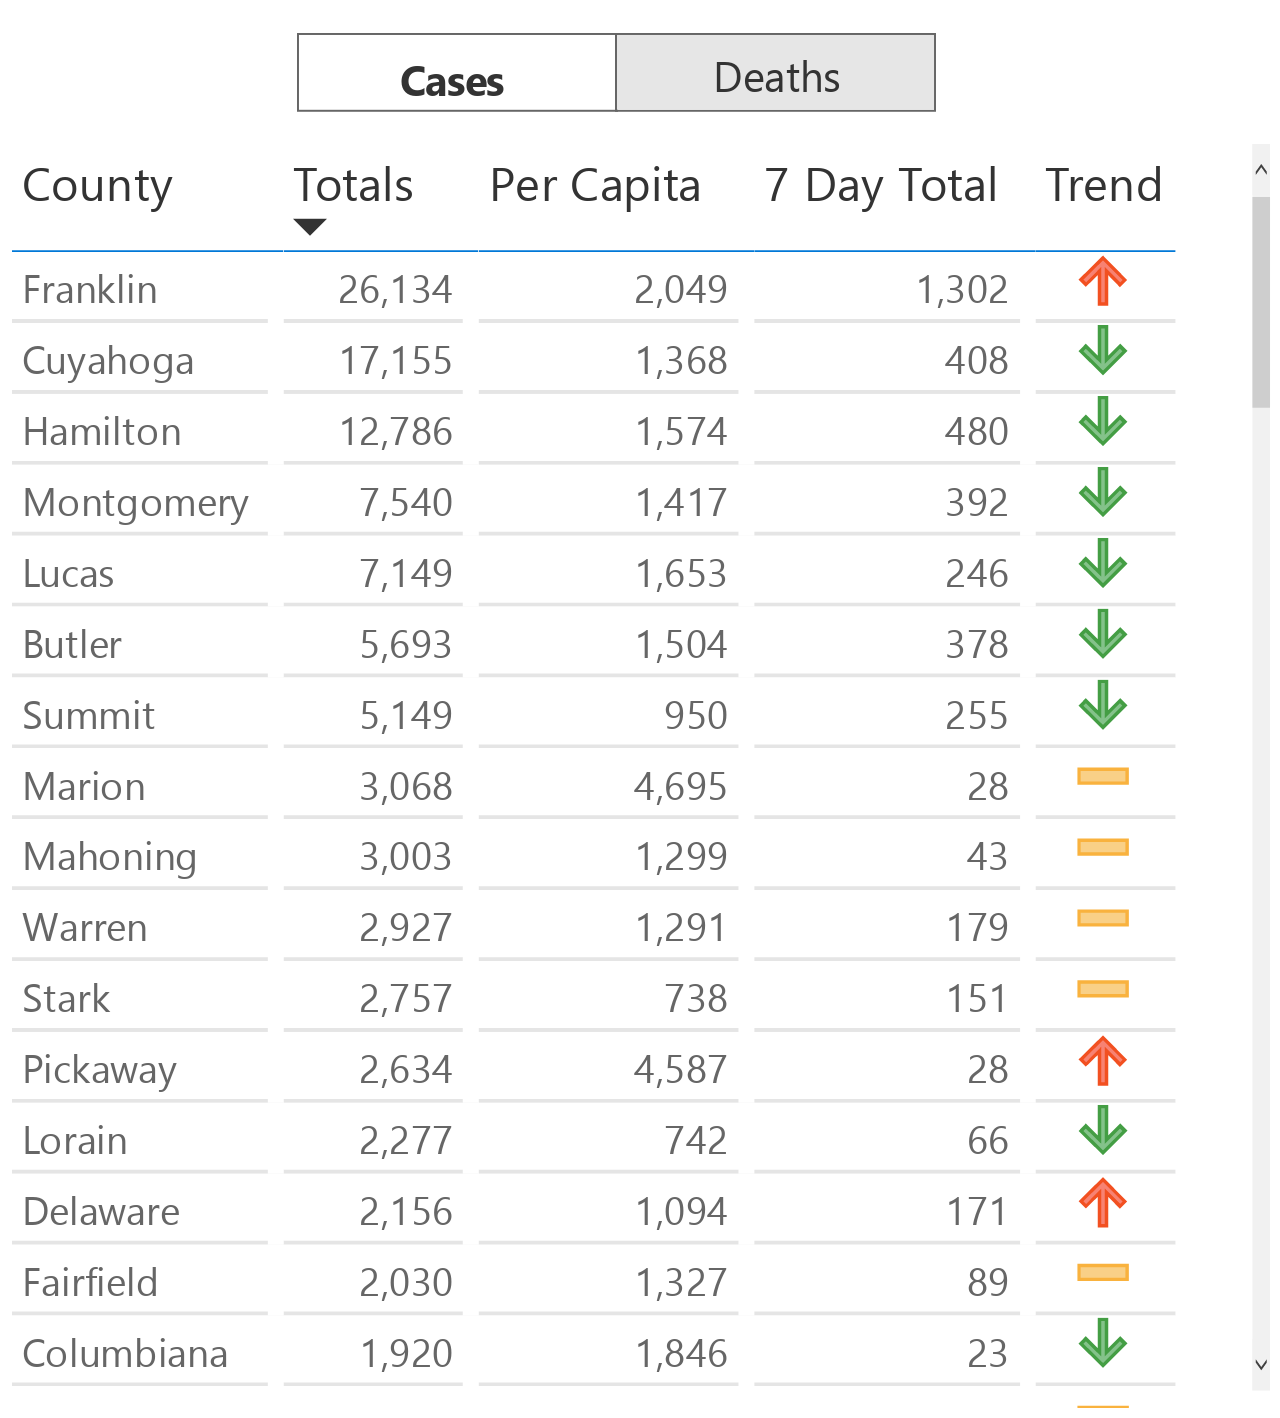 Cases Deaths
County Totals Per Capita 7 Day Total Trend
Franklin 26,134 2,049 1,302
Cuyahoga 17,155 1,368 408
Hamilton 12,786 1,574 480
Montgomery 7,540 1,417 392
Lucas 7,149 1,653 246
Butler 5,693 1,504 378
Summit 5,149 950 255
Marion 3,068 4,695 28
Mahoning 3,003 1,299 43
Warren 2,927 1,291 179
Stark 2,757 738 151
Pickaway 2,634 4,587 28
Lorain 2,277 742 66
Delaware 2,156 1,094 171
Fairfield 2,030 1,327 89
Columbiana 1,920 1,846 23